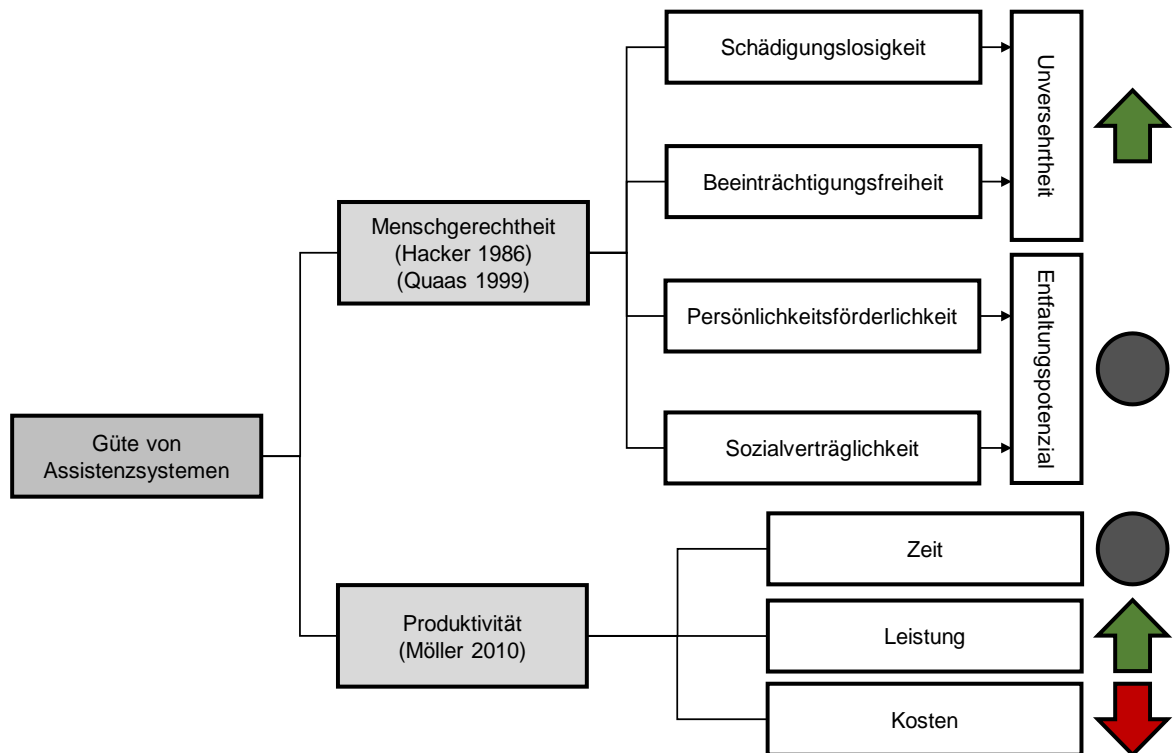 Schädigungslosigkeit
Unversehrtheit
Beeinträchtigungsfreiheit
Menschgerechtheit
(Hacker 1986)
(Quaas 1999)
Persönlichkeitsförderlichkeit
Entfaltungspotenzial
Sozialverträglichkeit
Güte von
Assistenzsystemen
Zeit
Produktivität
(Möller 2010)
Leistung
Kosten